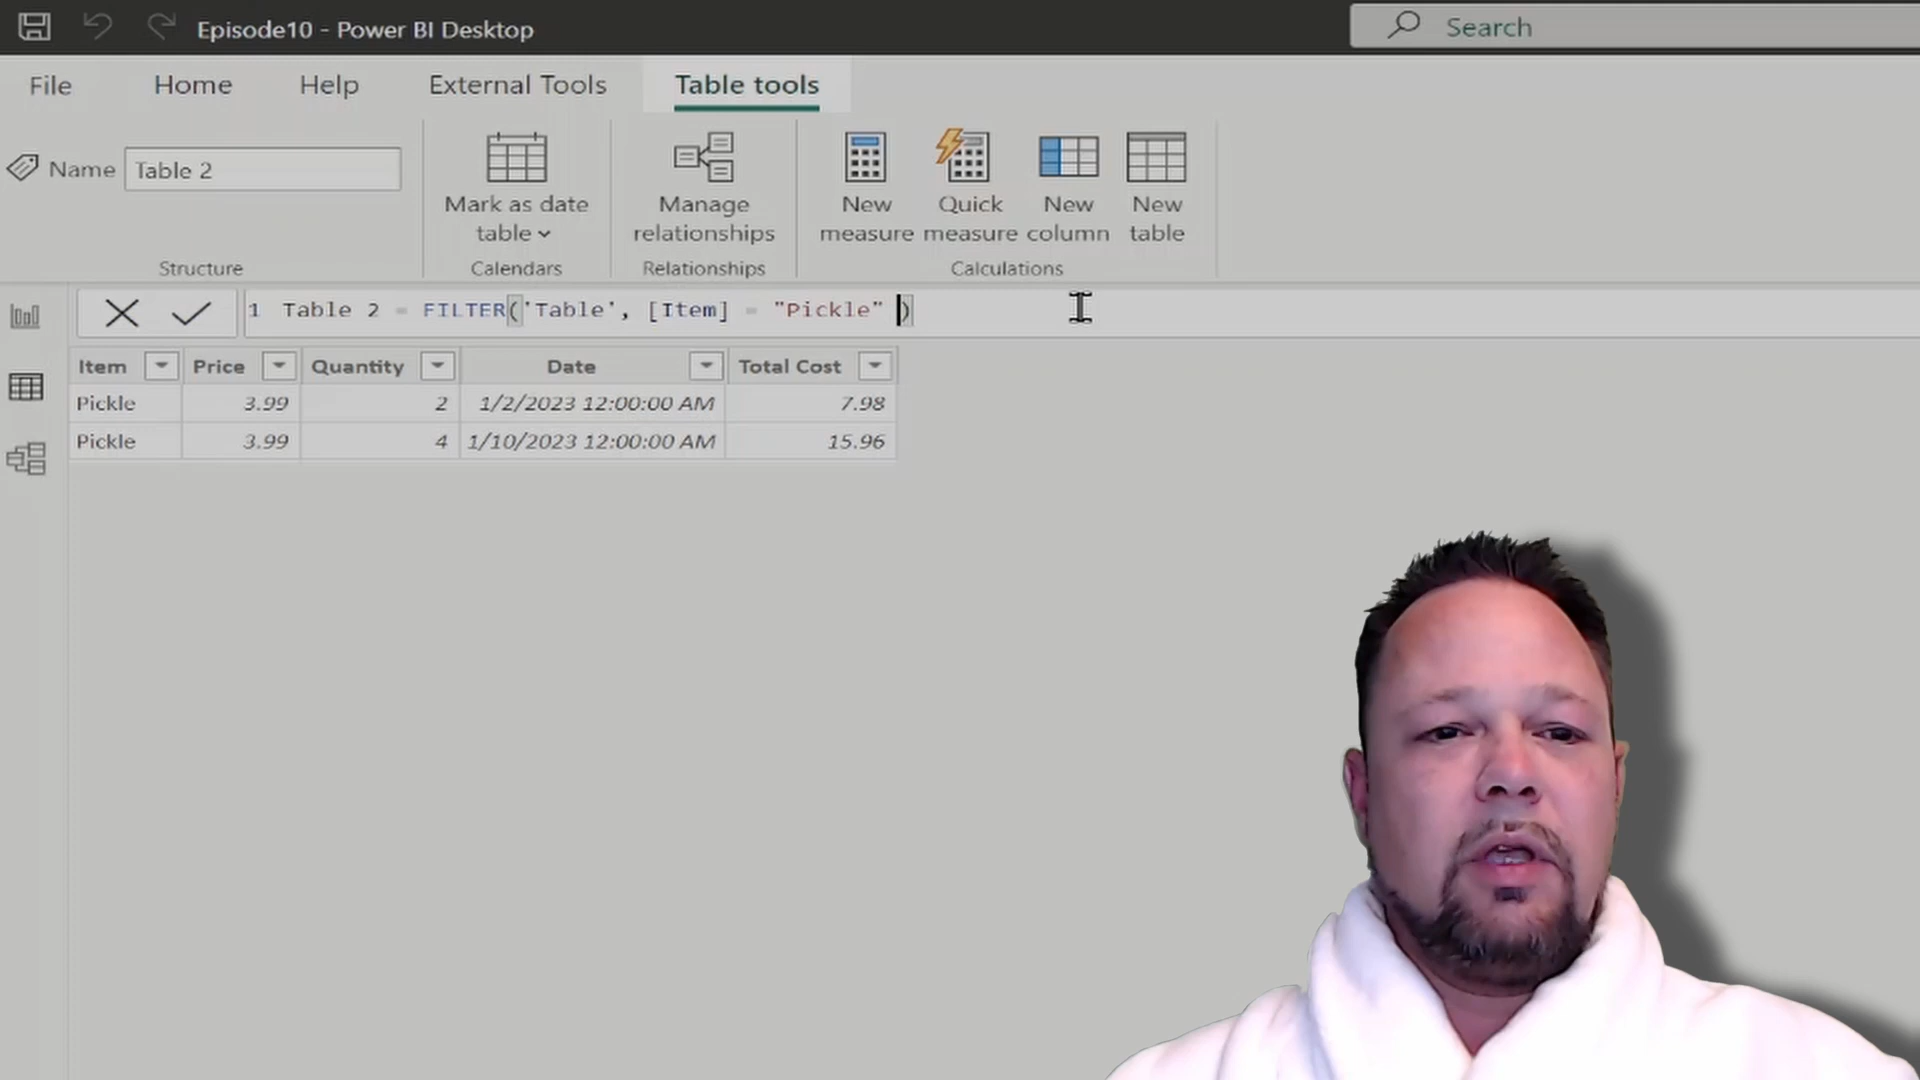 Episode10 - Power BI Desktop
Search
File Home Help External Tools Table tools
Name Table 2
Mark as date table
Manage relationships
New measure
Quick measure
New column
New table
Structure Calendars Relationships Calculations
1 Table 2 = FILTER('Table', [Item] = "Pickle" )
Item Price Quantity Date Total Cost
Pickle 3.99 2 1/2/2023 12:00:00 AM 7.98
Pickle 3.99 4 1/10/2023 12:00:00 AM 15.96